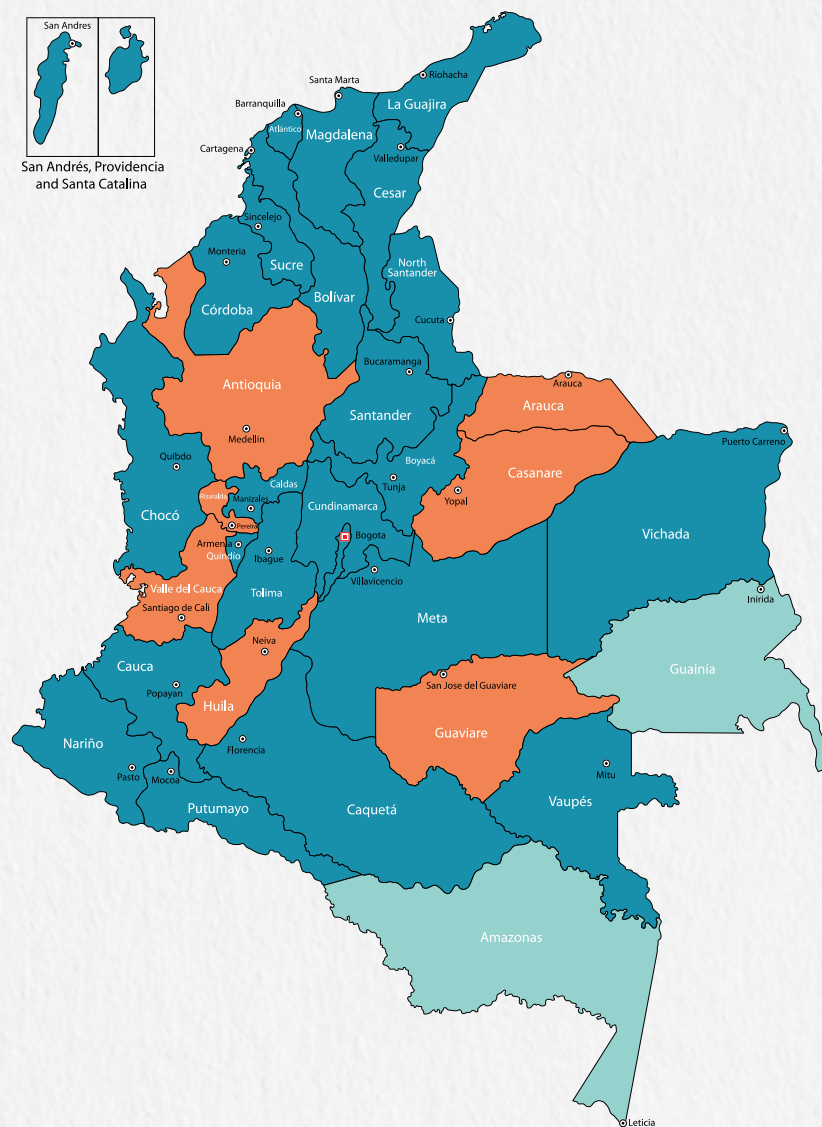 San Andres
San Andrés, Providencia
and Santa Catalina
Riohacha
Santa Marta
La Guajira
Barranquilla
Atlántico
Magdalena
Cartagena
Valledupar
Cesar
Sincelejo
Monteria
Sucre
North
Santander
Bolívar
Córdoba
Cucuta
Bucaramanga
Antioquia
Arauca
Arauca
Santander
Medellin
Puerto Carreno
Quibdo
Boyacá
Casanare
Caldas
Tunja
Yopal
Risaralda
Manizales
Cundinamarca
Chocó
Pereira
Vichada
Armenia
Bogota
Quindío
Ibague
Villavicencio
Valle del Cauca
Tolima
Inirida
Santiago de Cali
Meta
Neiva
Cauca
Guainía
San Jose del Guaviare
Popayan
Huila
Guaviare
Nariño
Florencia
Mitu
Pasto
Mocoa
Vaupés
Putumayo
Caquetá
Amazonas
Leticia